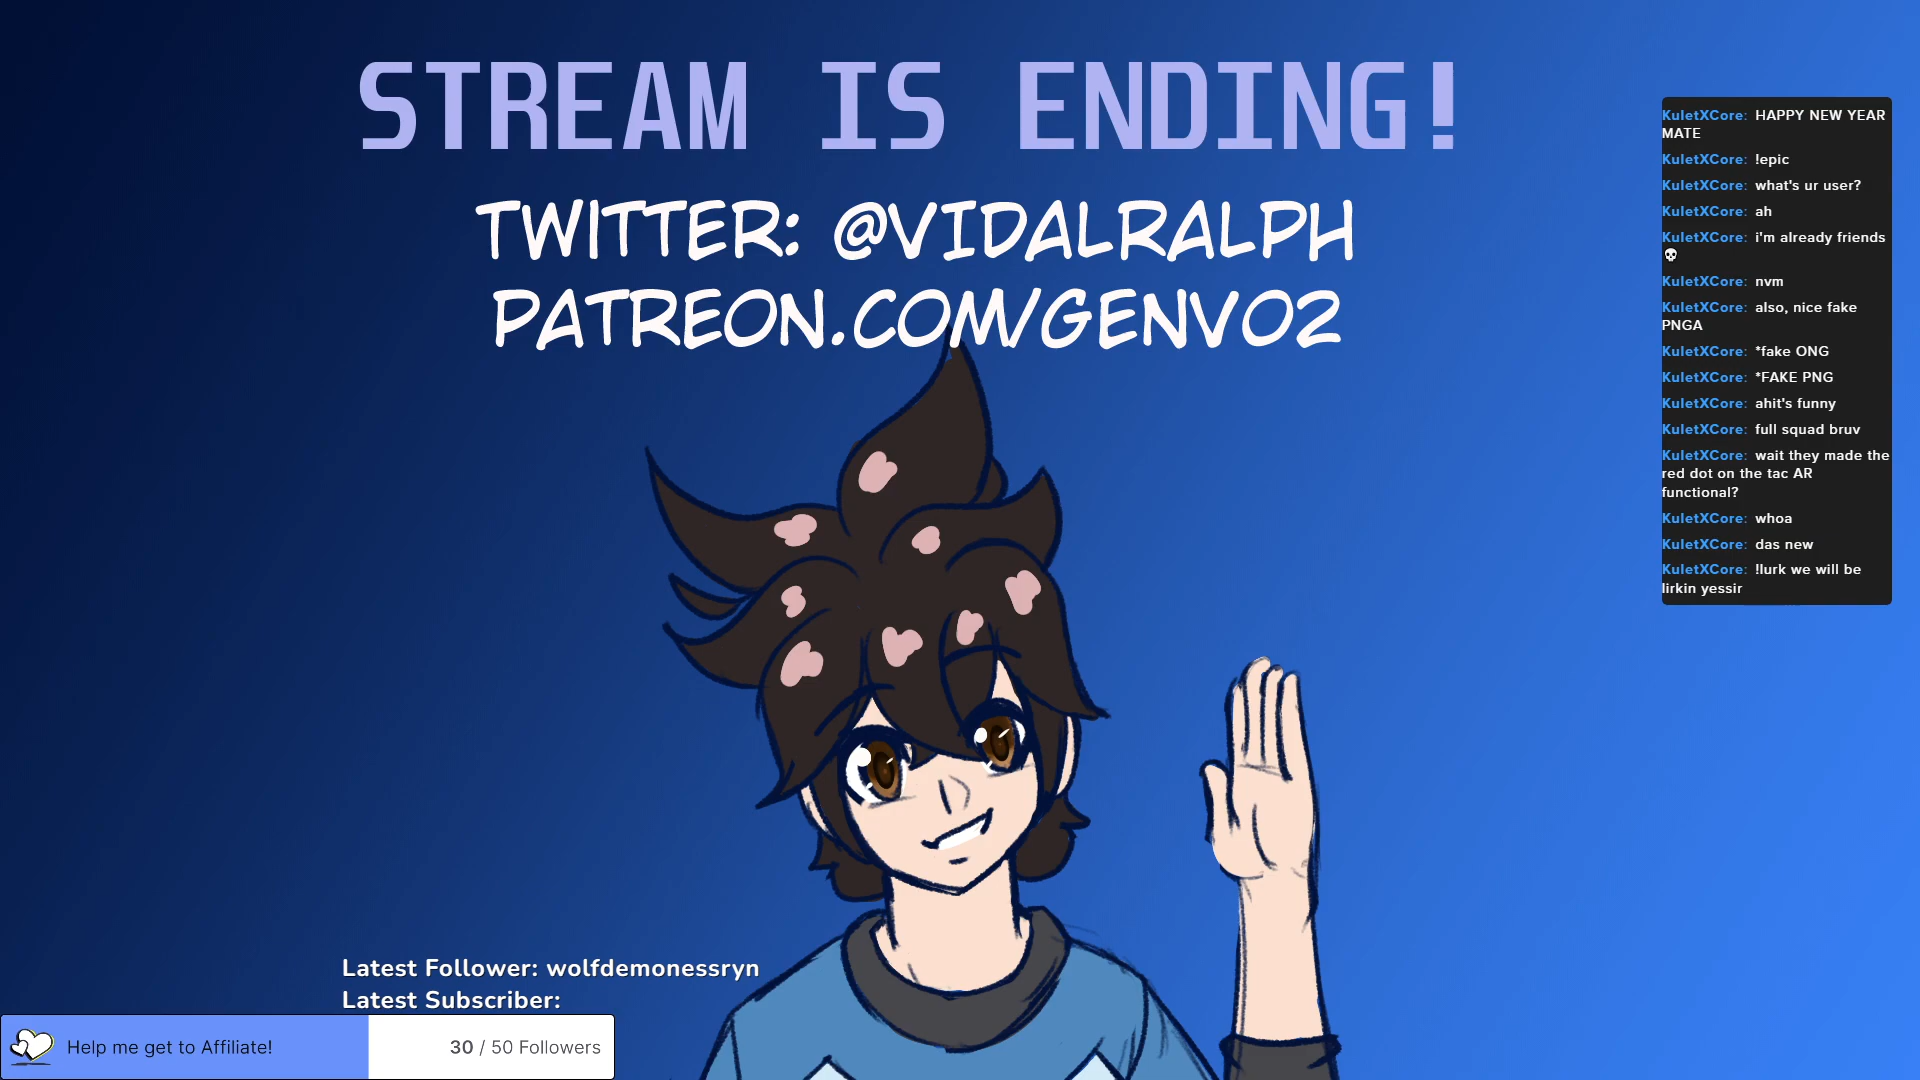 STREAM IS ENDING!
TWITTER: @VIDALRALPH
PATREON.COM/GENVO2
KuletXCore: HAPPY NEW YEAR
MATE
KuletXCore: !epic
KuletXCore: what's ur user?
KuletXCore: ah
KuletXCore: i'm already friends
💀
KuletXCore: nvm
KuletXCore: also, nice fake
PNGA
KuletXCore: *fake ONG
KuletXCore: *FAKE PNG
KuletXCore: ahit's funny
KuletXCore: full squad bruv
KuletXCore: wait they made the
red dot on the tac AR
functional?
KuletXCore: whoa
KuletXCore: das new
KuletXCore: !lurk we will be
lirkin yessir
Latest Follower: wolfdemonessryn
Latest Subscriber:
Help me get to Affiliate!
30 / 50 Followers